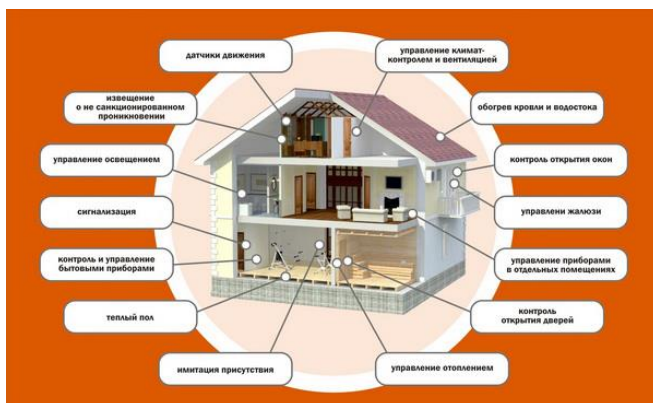 датчики движения
управление климат-
контролем и вентиляцией
извещение
о не санкционированном
проникновении
обогрев кровли и водостока
управление освещением
контроль открытия окон
сигнализация
управлени жалюзи
контроль и управление
бытовыми приборами
управление приборами
в отдельных помещениях
теплый пол
контроль
открытия дверей
имитация присутствия
управление отоплением